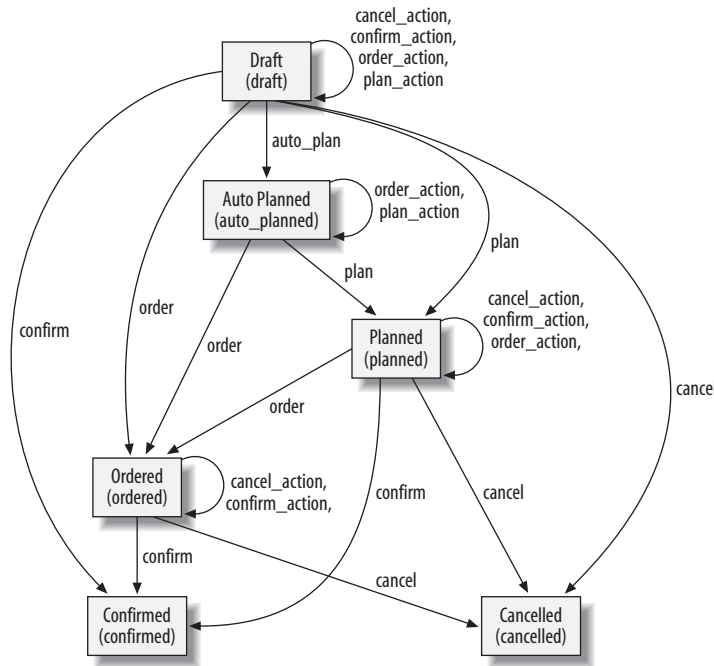 cancel_action,
confirm_action,
order_action,
plan_action
Draft
(draft)
auto_plan
Auto Planned
(auto_planned)
order_action,
plan_action
plan
plan
order
order
confirm
cancel_action,
confirm_action,
order_action,
Planned
(planned)
cance
order
Ordered
(ordered)
cancel_action,
confirm_action,
confirm
cancel
confirm
cancel
Confirmed
(confirmed)
Cancelled
(cancelled)